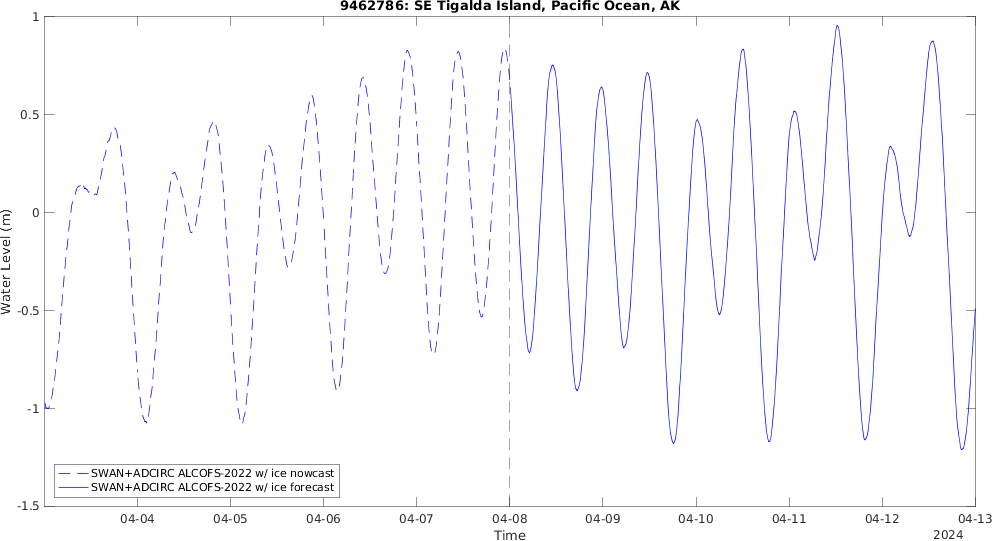 9462786: SE Tigalda Island, Pacific Ocean, AK
1
0.5
0
-0.5
-1
-1.5
Water Level (m)
SWAN+ADCIRC ALCOFS-2022 w/ ice nowcast
SWAN+ADCIRC ALCOFS-2022 w/ ice forecast
04-04 04-05 04-06 04-07 04-08 04-09 04-10 04-11 04-12 04-13
Time
2024